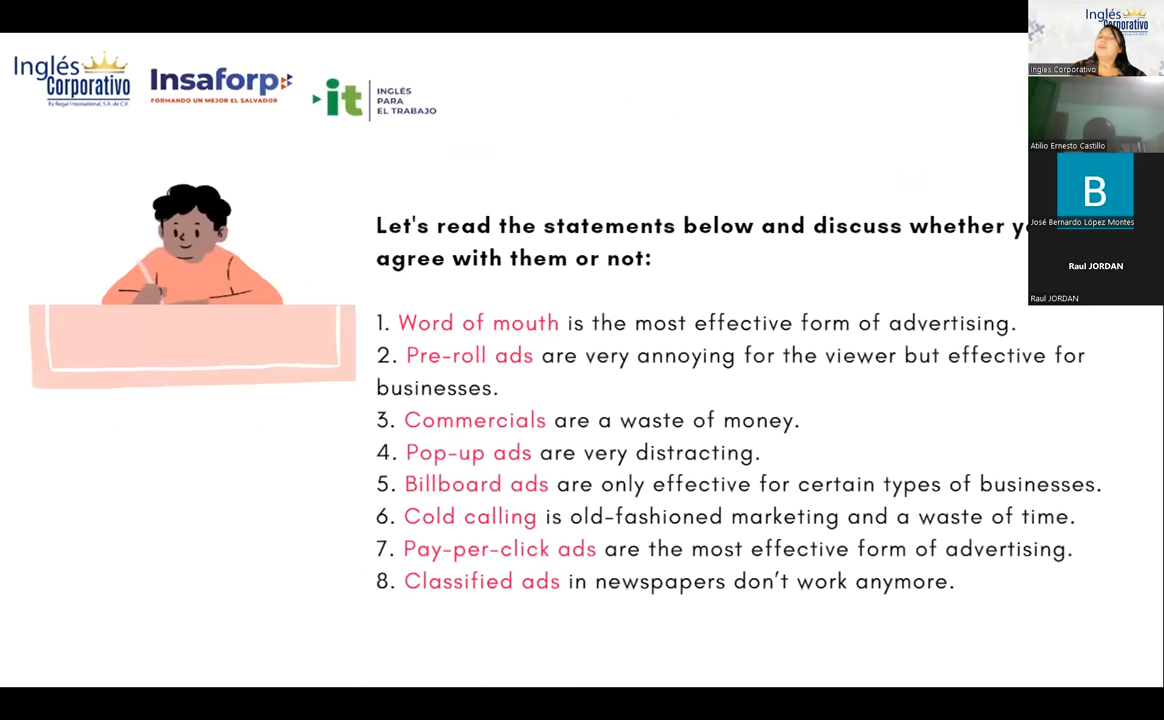 Inglés
Corporativo
By Regal International, S.A. de C.V.
Insaforp
FORMANDO UN MEJOR EL SALVADOR
it
INGLÉS
PARA
EL TRABAJO
Let's read the statements below and discuss whether
agree with them or not:
1. Word of mouth is the most effective form of advertising.
2. Pre-roll ads are very annoying for the viewer but effective for
businesses.
3. Commercials are a waste of money.
4. Pop-up ads are very distracting.
5. Billboard ads are only effective for certain types of businesses.
6. Cold calling is old-fashioned marketing and a waste of time.
7. Pay-per-click ads are the most effective form of advertising.
8. Classified ads in newspapers don’t work anymore.
Inglés
Corporativo
Ingles Corporativo
Atilio Ernesto Castillo
B
José Bernardo López Montes
Raul JORDAN
Raul JORDAN